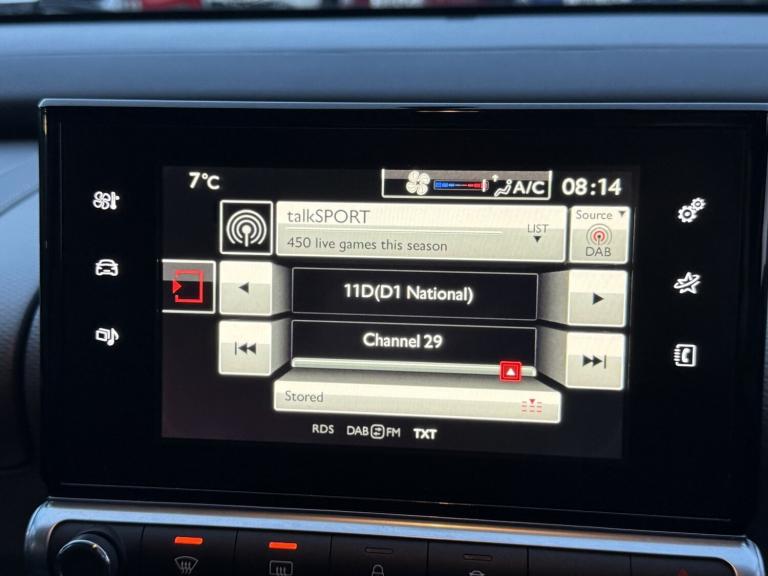 7°C
A/C
08:14
talkSPORT
450 live games this season
LIST
Source
DAB
11D(D1 National)
Channel 29
Stored
RDS DAB FM TXT